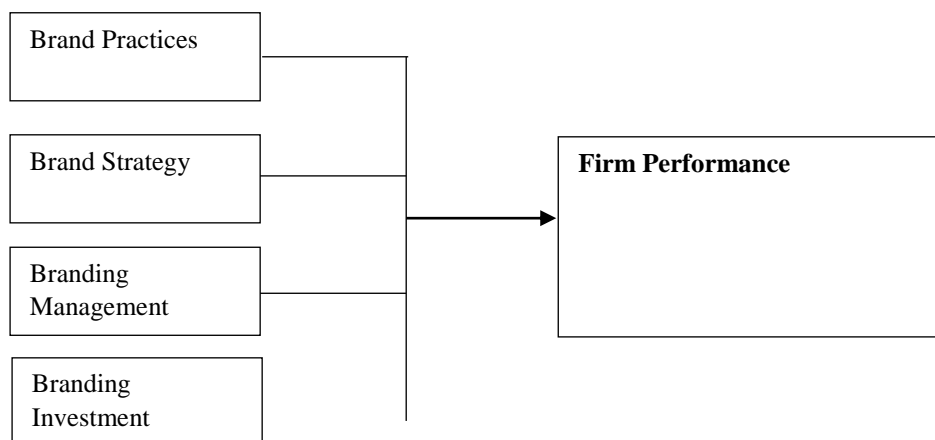 Brand Practices
Brand Strategy
Branding
Management
Branding
Investment
Firm Performance